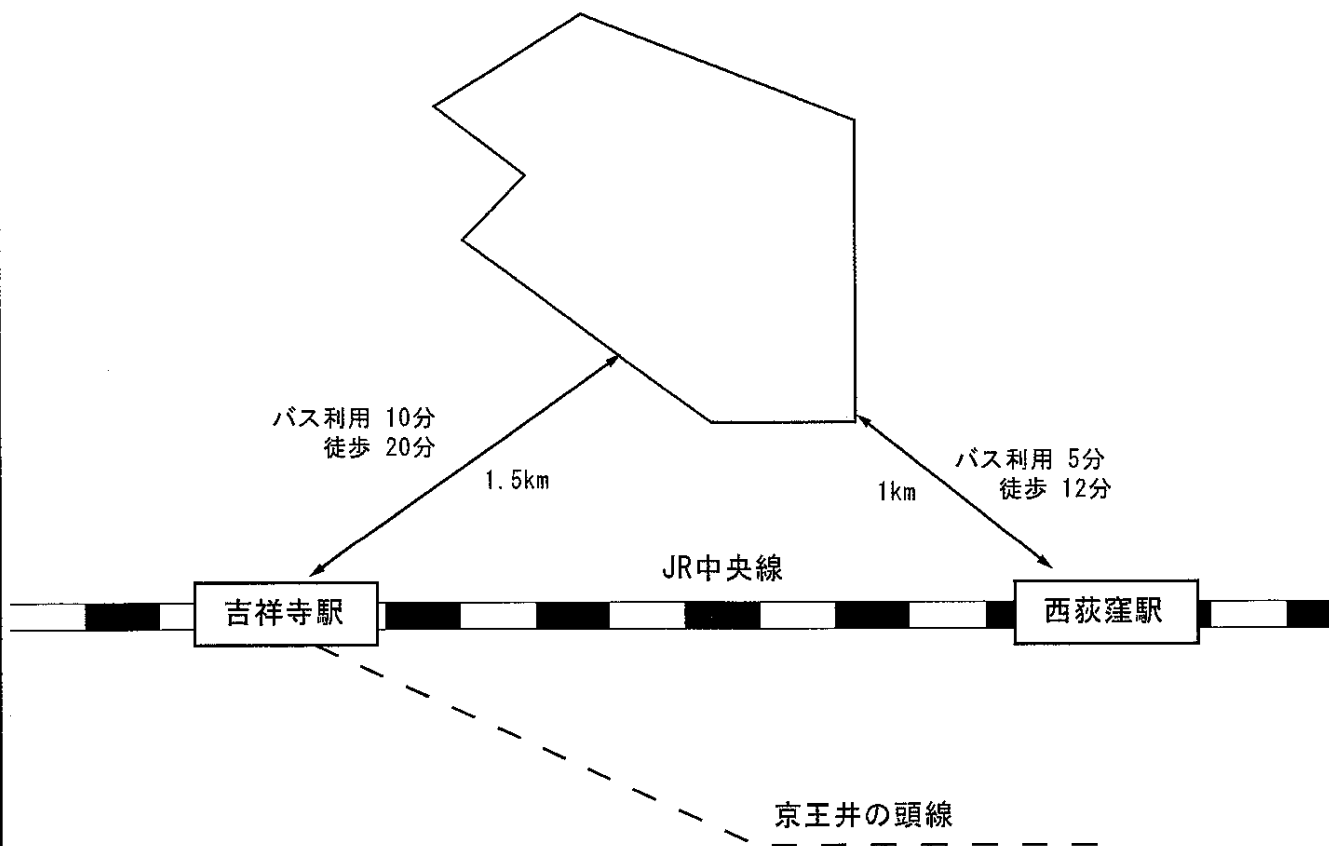 バス利用 10分
徒歩 20分
1.5km
バス利用 5分
徒歩 12分
1km
JR中央線
吉祥寺駅
西荻窪駅
京王井の頭線